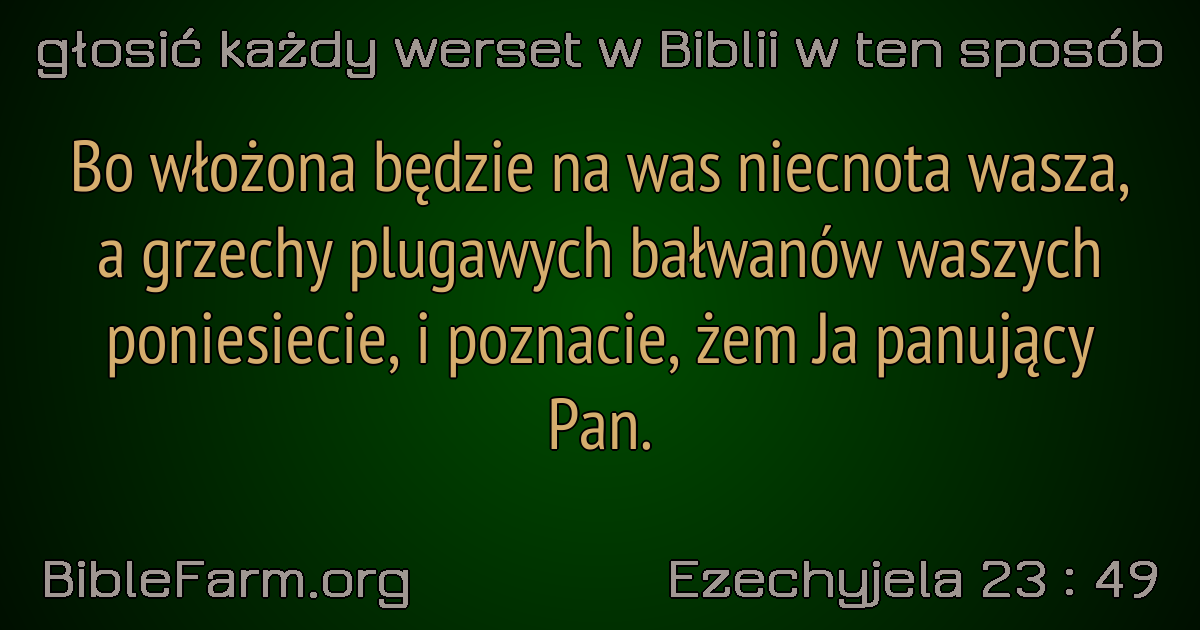 głosić każdy werset w Biblii w ten sposób
Bo włożona będzie na was niecnota wasza,
a grzechy plugawych bałwanów waszych
poniesiecie, i poznacie, żem Ja panujący
Pan.
BibleFarm.org
Ezechyjela 23 : 49